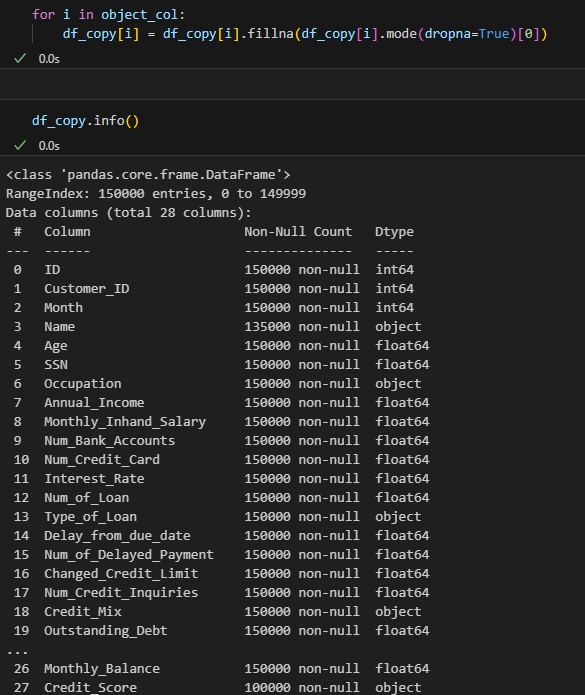 for i in object_col:
    df_copy[i] = df_copy[i].fillna(df_copy[i].mode(dropna=True)[0])
✓ 0.0s
df_copy.info()
✓ 0.0s
<class 'pandas.core.frame.DataFrame'>
RangeIndex: 150000 entries, 0 to 149999
Data columns (total 28 columns):
 #   Column                   Non-Null Count   Dtype
---  ------                   --------------   -----
 0   ID                       150000 non-null  int64
 1   Customer_ID              150000 non-null  int64
 2   Month                    150000 non-null  int64
 3   Name                     135000 non-null  object
 4   Age                      150000 non-null  float64
 5   SSN                      150000 non-null  float64
 6   Occupation               150000 non-null  object
 7   Annual_Income            150000 non-null  float64
 8   Monthly_Inhand_Salary    150000 non-null  float64
 9   Num_Bank_Accounts        150000 non-null  float64
 10  Num_Credit_Card          150000 non-null  float64
 11  Interest_Rate            150000 non-null  float64
 12  Num_of_Loan              150000 non-null  float64
 13  Type_of_Loan             150000 non-null  object
 14  Delay_from_due_date      150000 non-null  float64
 15  Num_of_Delayed_Payment   150000 non-null  float64
 16  Changed_Credit_Limit     150000 non-null  float64
 17  Num_Credit_Inquiries     150000 non-null  float64
 18  Credit_Mix               150000 non-null  object
 19  Outstanding_Debt         150000 non-null  float64
...
 26  Monthly_Balance          150000 non-null  float64
 27  Credit_Score             100000 non-null  object